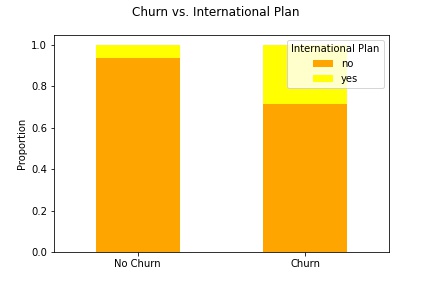 Churn vs. International Plan
International Plan
no
yes
1.0
0.8
0.6
0.4
0.2
0.0
Proportion
No Churn
Churn